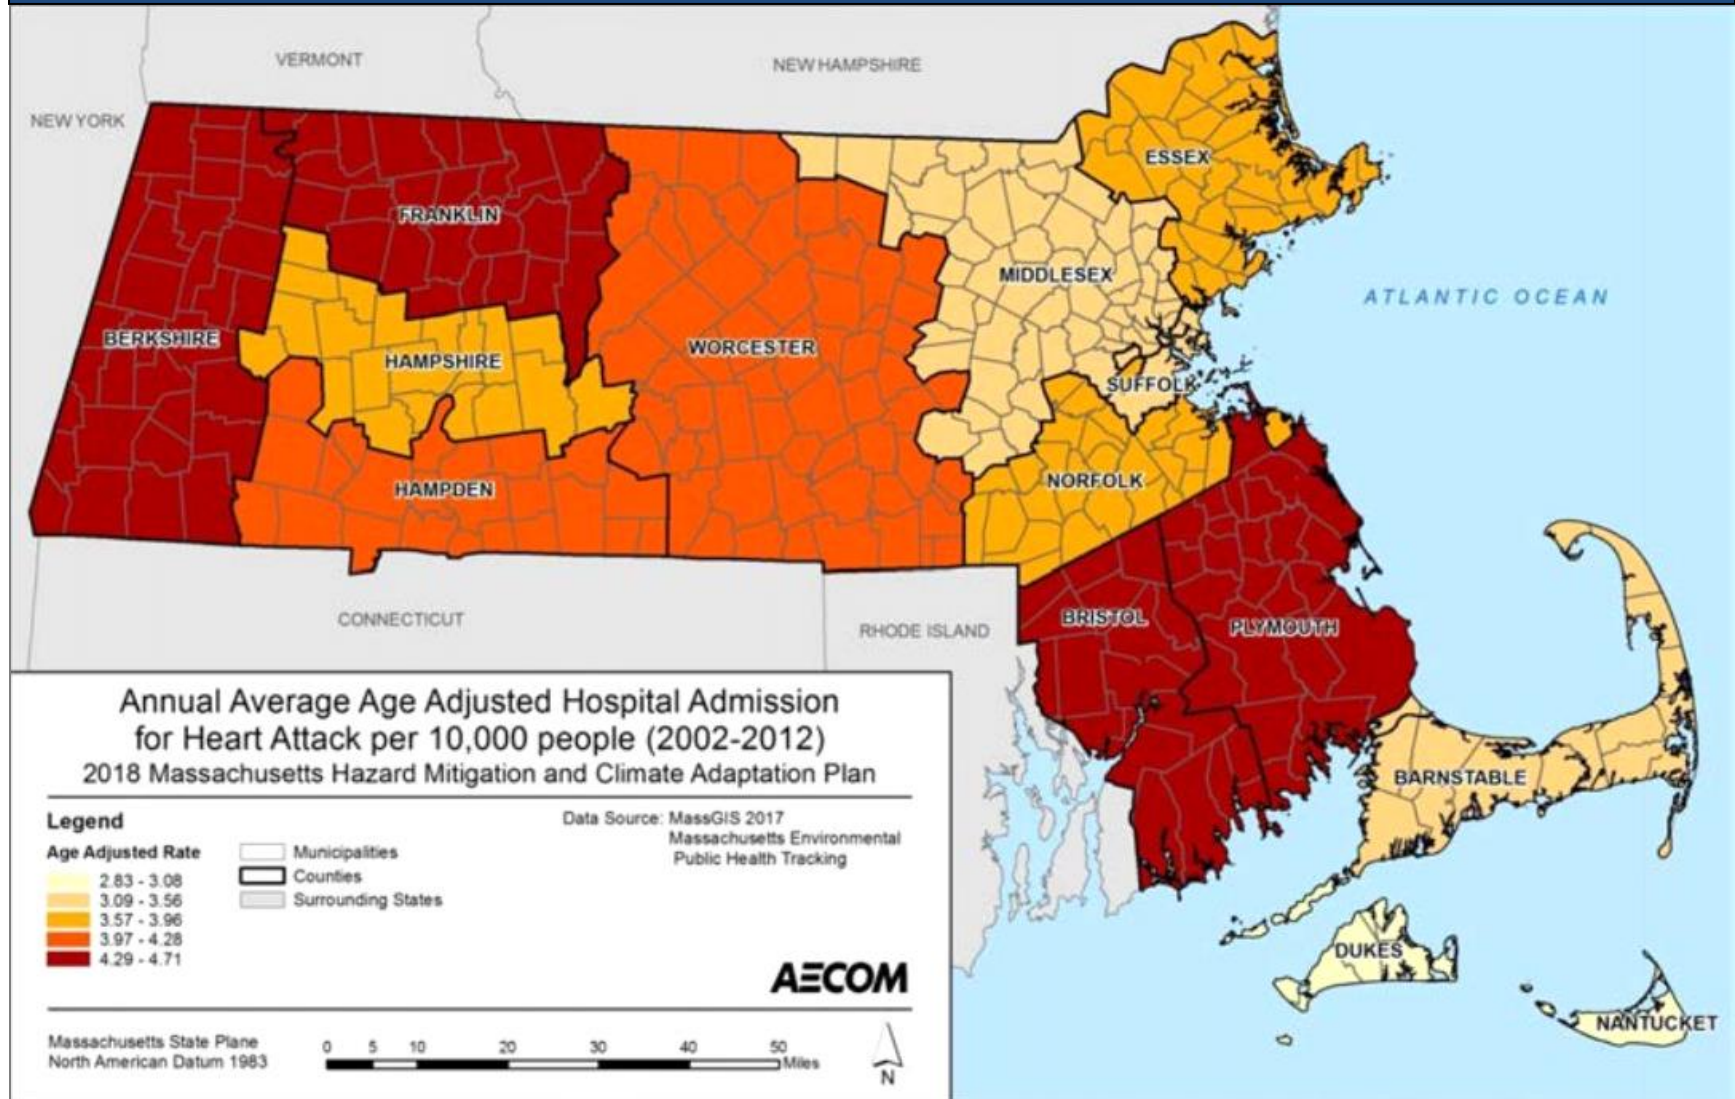 VERMONT
NEW HAMPSHIRE
NEW YORK
ESSEX
FRANKLIN
MIDDLESEX
ATLANTIC OCEAN
BERKSHIRE
HAMPSHIRE
WORCESTER
SUFFOLK
HAMPDEN
NORFOLK
CONNECTICUT
RHODE ISLAND
BRISTOL
PLYMOUTH
BARNSTABLE
DUKES
NANTUCKET
Annual Average Age Adjusted Hospital Admission
for Heart Attack per 10,000 people (2002-2012)
2018 Massachusetts Hazard Mitigation and Climate Adaptation Plan
Legend
Age Adjusted Rate
2.83 - 3.08
3.09 - 3.56
3.57 - 3.96
3.97 - 4.28
4.29 - 4.71
Municipalities
Counties
Surrounding States
Data Source: MassGIS 2017
Massachusetts Environmental
Public Health Tracking
AECOM
Massachusetts State Plane
North American Datum 1983
0 5 10 20 30 40 50 Miles
N